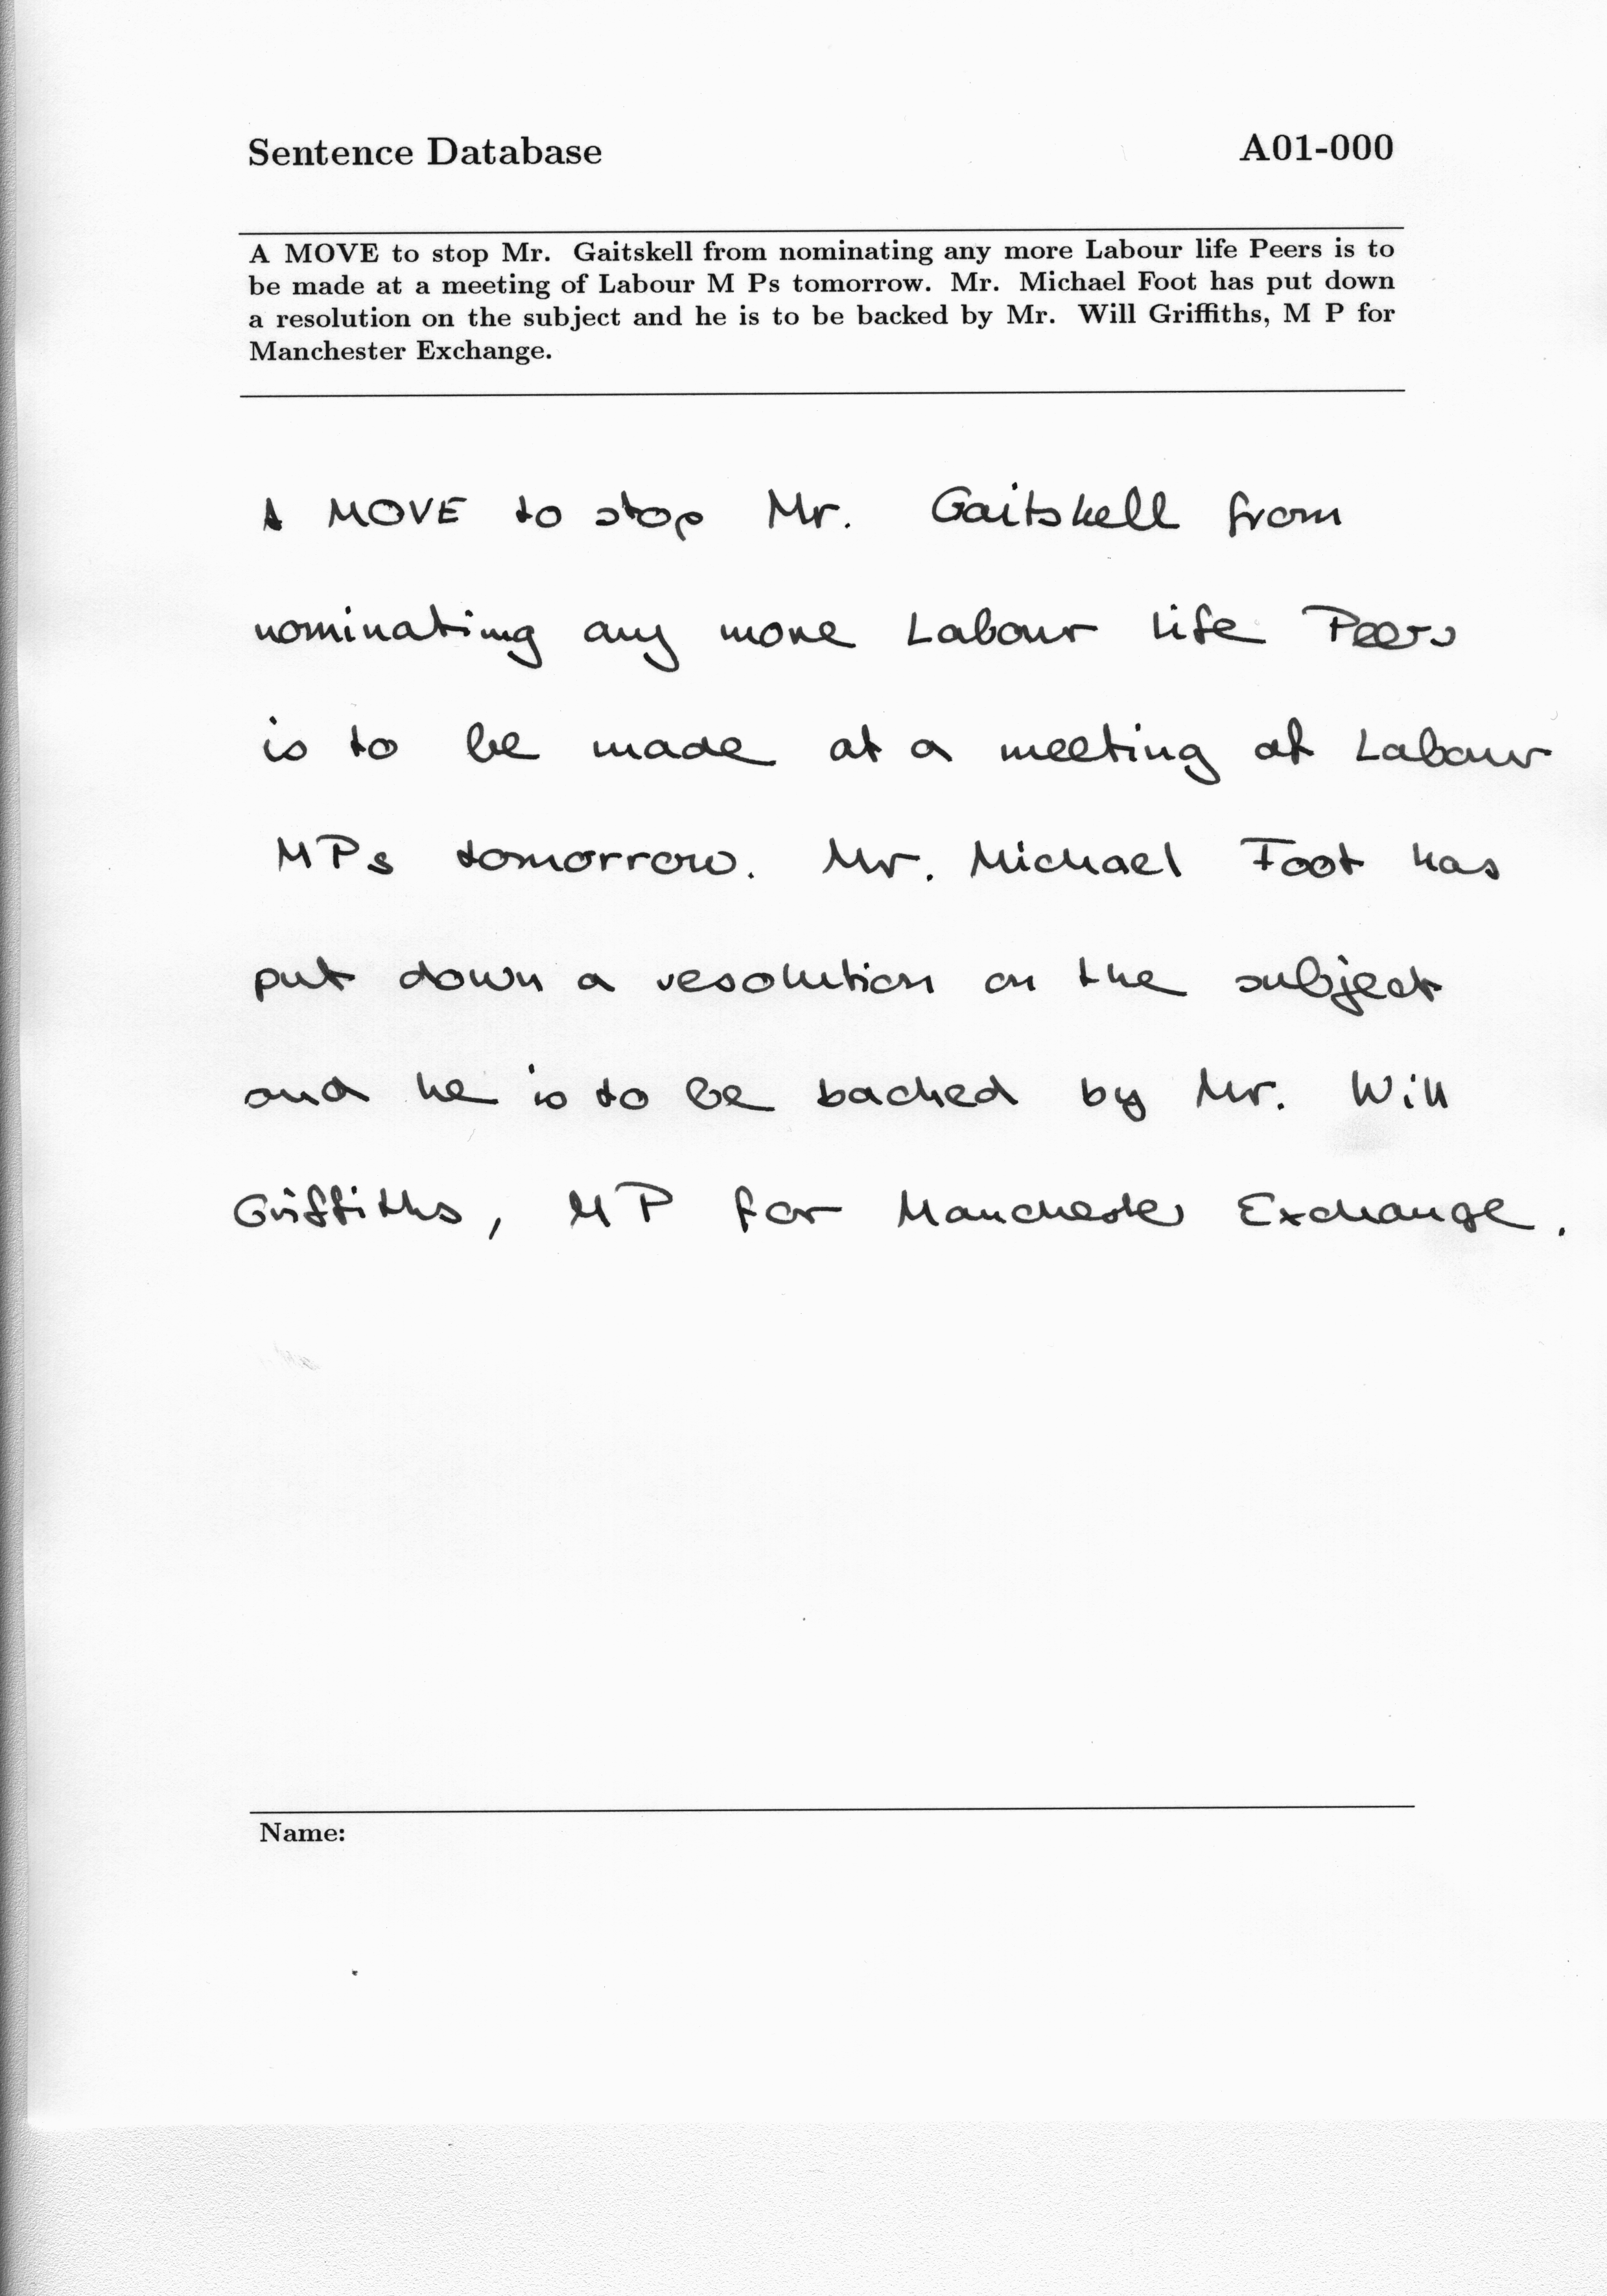 Sentence Database A01-000
A MOVE to stop Mr. Gaitskell from nominating any more Labour life Peers is to
be made at a meeting of Labour M Ps tomorrow. Mr. Michael Foot has put down
a resolution on the subject and he is to be backed by Mr. Will Griffiths, M P for
Manchester Exchange.
A MOVE to stop Mr. Gaitskell from
nominating any more Labour life Peers
is to be made at a meeting of Labour
MPs tomorrow. Mr. Michael Foot has
put down a resolution on the subject
and he is to be backed by Mr. Will
Griffiths, MP for Manchester Exchange.
Name: